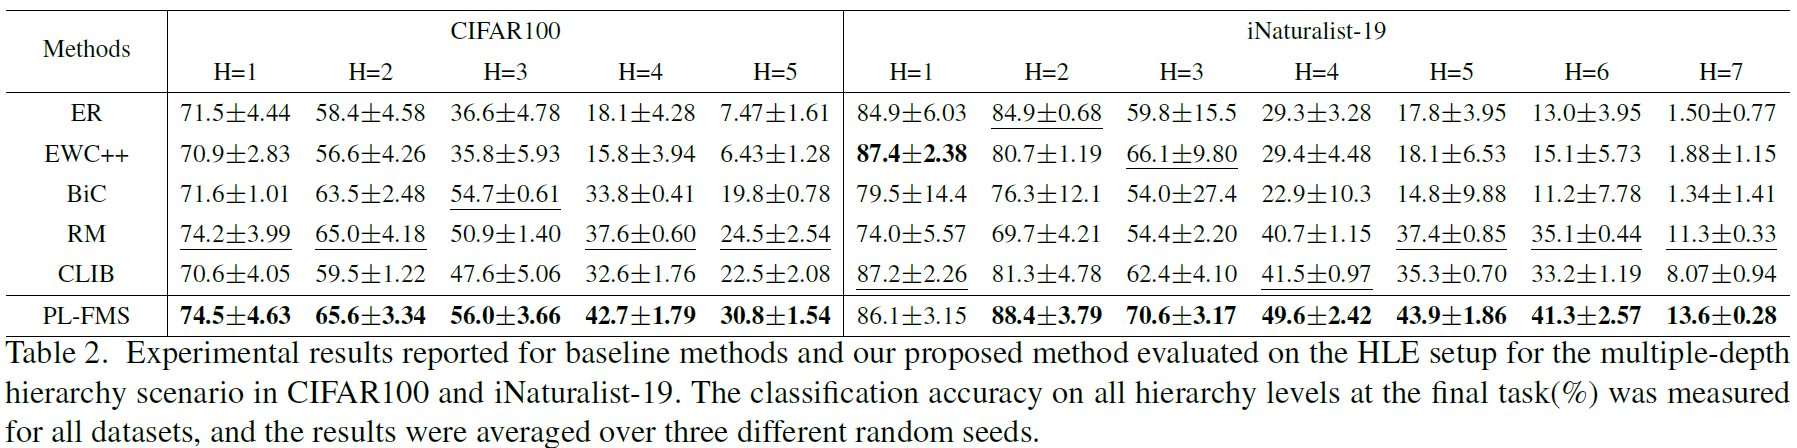 Methods CIFAR100 iNaturalist-19
H=1 H=2 H=3 H=4 H=5 H=1 H=2 H=3 H=4 H=5 H=6 H=7
ER 71.5±4.44 58.4±4.58 36.6±4.78 18.1±4.28 7.47±1.61 84.9±6.03 84.9±0.68 59.8±15.5 29.3±3.28 17.8±3.95 13.0±3.95 1.50±0.77
EWC++ 70.9±2.83 56.6±4.26 35.8±5.93 15.8±3.94 6.43±1.28 87.4±2.38 80.7±1.19 66.1±9.80 29.4±4.48 18.1±6.53 15.1±5.73 1.88±1.15
BiC 71.6±1.01 63.5±2.48 54.7±0.61 33.8±0.41 19.8±0.78 79.5±14.4 76.3±12.1 54.0±27.4 22.9±10.3 14.8±9.88 11.2±7.78 1.34±1.41
RM 74.2±3.99 65.0±4.18 50.9±1.40 37.6±0.60 24.5±2.54 74.0±5.57 69.7±4.21 54.4±2.20 40.7±1.15 37.4±0.85 35.1±0.44 11.3±0.33
CLIB 70.6±4.05 59.5±1.22 47.6±5.06 32.6±1.76 22.5±2.08 87.2±2.26 81.3±4.78 62.4±4.10 41.5±0.97 35.3±0.70 33.2±1.19 8.07±0.94
PL-FMS 74.5±4.63 65.6±3.34 56.0±3.66 42.7±1.79 30.8±1.54 86.1±3.15 88.4±3.79 70.6±3.17 49.6±2.42 43.9±1.86 41.3±2.57 13.6±0.28
Table 2. Experimental results reported for baseline methods and our proposed method evaluated on the HLE setup for the multiple-depth
hierarchy scenario in CIFAR100 and iNaturalist-19. The classification accuracy on all hierarchy levels at the final task(%) was measured
for all datasets, and the results were averaged over three different random seeds.